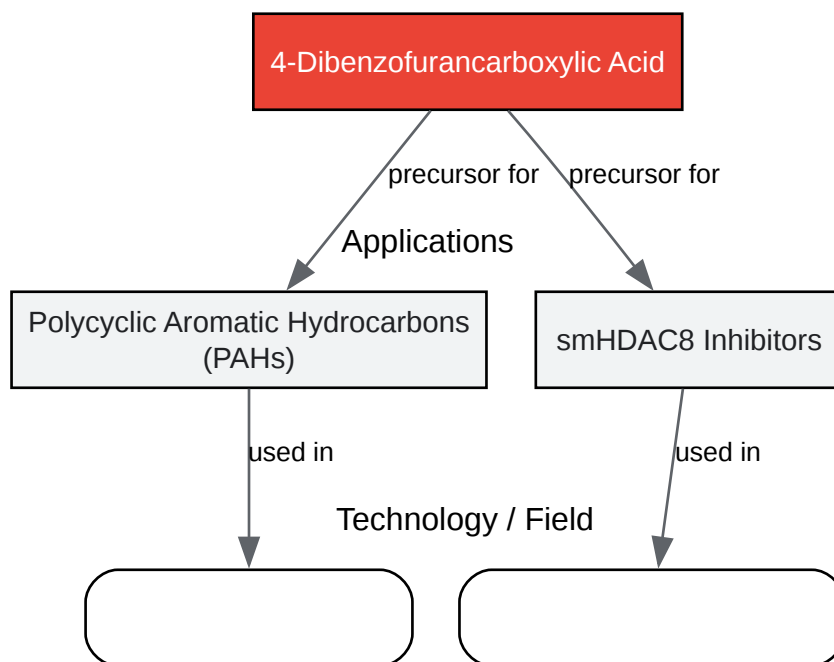 4-Dibenzofurancarboxylic Acid
precursor for
precursor for
Applications
Polycyclic Aromatic Hydrocarbons
(PAHs)
smHDAC8 Inhibitors
used in
used in
Technology / Field